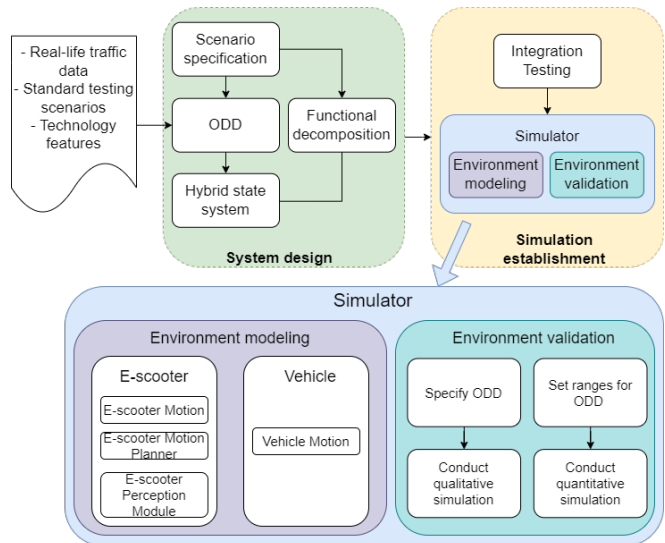 - Real-life traffic
data
- Standard testing
scenarios
- Technology
features
Scenario
specification
ODD
Hybrid state
system
Functional
decomposition
System design
Integration
Testing
Simulator
Environment
modeling
Environment
validation
Simulation
establishment
Simulator
Environment modeling
E-scooter
E-scooter Motion
E-scooter Motion
Planner
E-scooter
Perception
Module
Vehicle
Vehicle Motion
Environment validation
Specify ODD
Set ranges for
ODD
Conduct
qualitative
simulation
Conduct
quantitative
simulation